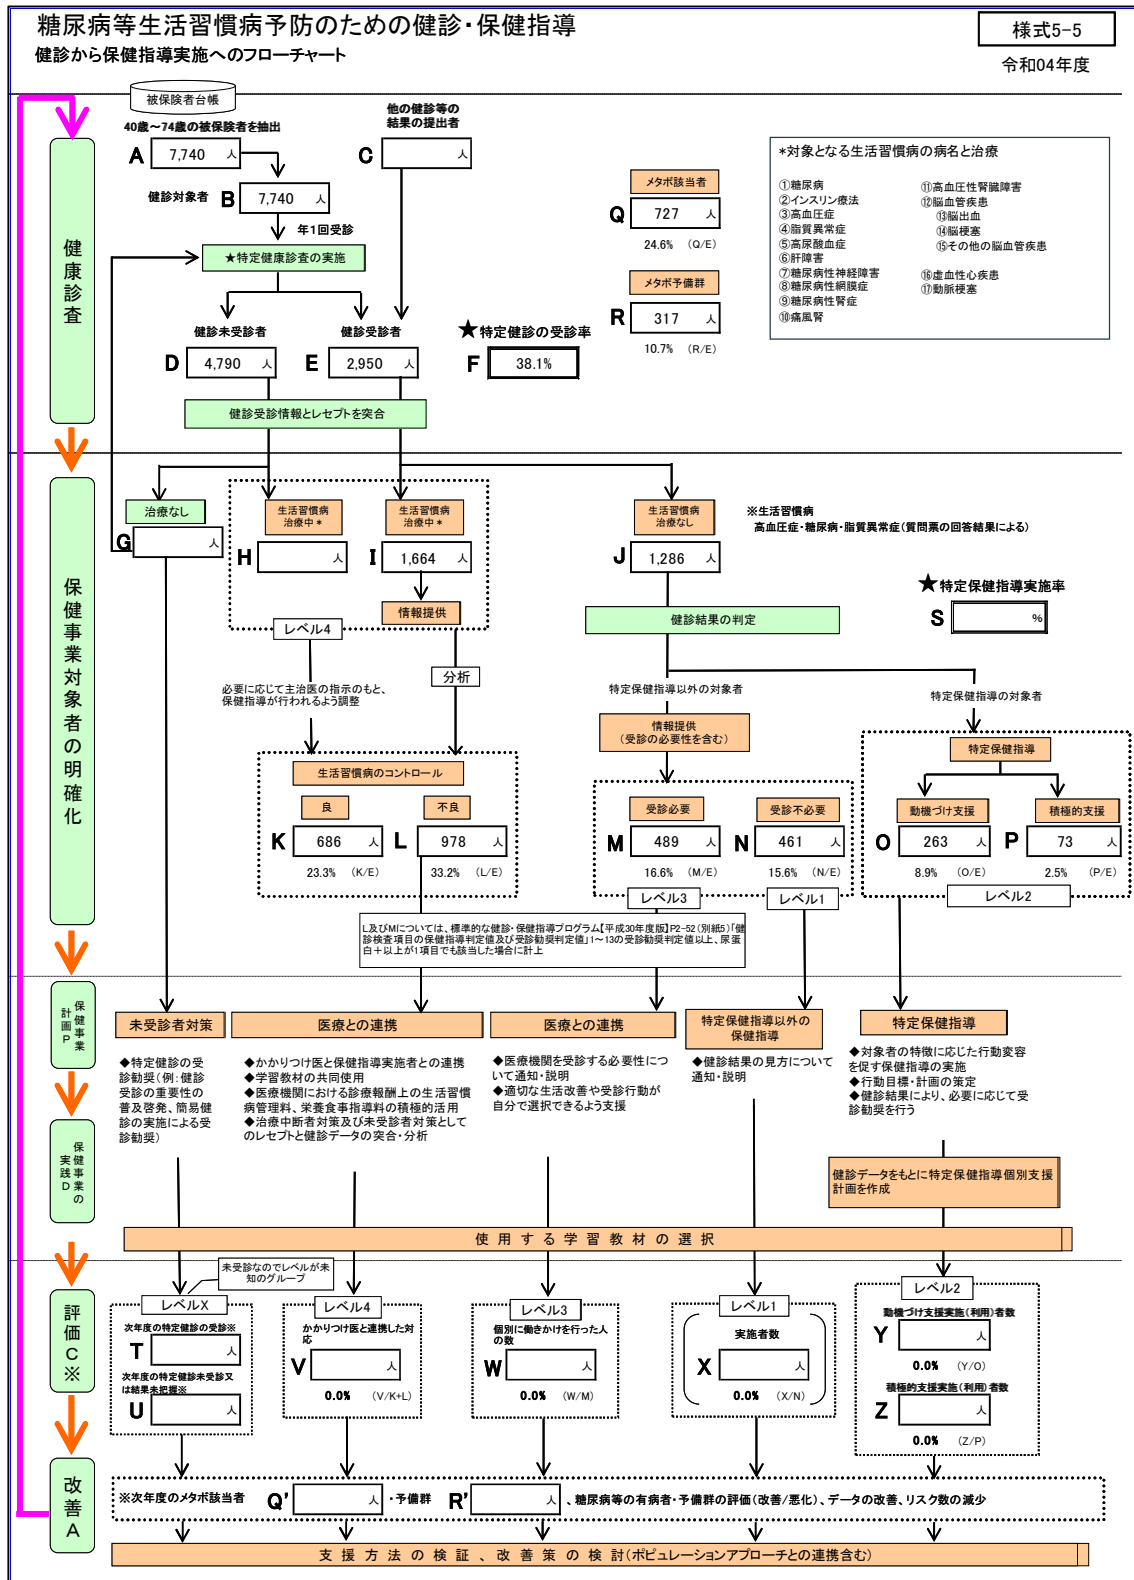 糖尿病等生活習慣病予防のための健診・保健指導
様式5-5
健診から保健指導実施へのフローチャート
令和04年度
被保険者台帳
40歳～74歳の被保険者を抽出
A 7,740 人
他の健診等の
結果の提出者
C 人
健診対象者 B 7,740 人
年1回受診
★特定健康診査の実施
健診未受診者
D 4,790 人
健診受診者
E 2,950 人
★特定健診の受診率
F 38.1%
メタボ該当者
Q 727 人
24.6% (Q/E)
メタボ予備群
R 317 人
10.7% (R/E)
*対象となる生活習慣病の病名と治療
①糖尿病
②インスリン療法
③高血圧症
④脂質異常症
⑤高尿酸血症
⑥肝障害
⑦糖尿病性神経障害
⑧糖尿病性網膜症
⑨糖尿病性腎症
⑩痛風腎
⑪高血圧性腎臓障害
⑫脳血管疾患
⑬脳出血
⑭脳梗塞
⑮その他の脳血管疾患
⑯虚血性心疾患
⑰動脈梗塞
健康診査
健診受診情報とレセプトを突合
保健事業対象者の明確化
治療なし
G 人
生活習慣病
治療中*
H 人
生活習慣病
治療中*
I 1,664 人
情報提供
レベル4
生活習慣病
治療なし
J 1,286 人
※生活習慣病
高血圧症・糖尿病・脂質異常症(質問票の回答結果による)
★特定保健指導実施率
S %
健診結果の判定
必要に応じて主治医の指示のもと、
保健指導が行われるよう調整
分析
特定保健指導以外の対象者
特定保健指導の対象者
情報提供
(受診の必要性を含む)
生活習慣病のコントロール
良
K 686 人
23.3% (K/E)
不良
L 978 人
33.2% (L/E)
受診必要
M 489 人
16.6% (M/E)
受診不必要
N 461 人
15.6% (N/E)
レベル3
レベル1
特定保健指導
動機づけ支援
O 263 人
8.9% (O/E)
積極的支援
P 73 人
2.5% (P/E)
レベル2
L及びMについては、標準的な健診・保健指導プログラム【平成30年度版】P2-52(別紙5)「健
診検査項目の保健指導判定値及び受診勧奨判定値」1～13の受診勧奨判定値以上、尿蛋
白+以上が1項目でも該当した場合に計上
保健事業
計画P
未受診者対策
◆特定健診の受
診勧奨(例:健診
受診の重要性の
普及啓発、簡易健
診の実施による受
診勧奨)
医療との連携
◆かかりつけ医と保健指導実施者との連携
◆学習教材の共同使用
◆医療機関における診療報酬上の生活習慣
病管理料、栄養食事指導料の積極的活用
◆治療中断者対策及び未受診者対策として
のレセプトと健診データの突合・分析
医療との連携
◆医療機関を受診する必要性につ
いて通知・説明
◆適切な生活改善や受診行動が
自分で選択できるよう支援
特定保健指導以外の
保健指導
◆健診結果の見方について
通知・説明
特定保健指導
◆対象者の特徴に応じた行動変容
を促す保健指導の実施
◆行動目標・計画の策定
◆健診結果により、必要に応じて受
診勧奨を行う
保健事業の
実践D
健診データをもとに特定保健指導個別支援
計画を作成
使用する学習教材の選択
評価C※
未受診なのでレベルが未
知のグループ
レベルX
次年度の特定健診の受診※
T 人
次年度の特定健診未受診又
は結果未把握※
U 人
レベル4
かかりつけ医と連携した対
応
V 人
0.0% (V/K+L)
レベル3
個別に働きかけを行った人
の数
W 人
0.0% (W/M)
レベル1
実施者数
X 人
0.0% (X/N)
レベル2
動機づけ支援実施(利用)者数
Y 人
0.0% (Y/O)
積極的支援実施(利用)者数
Z 人
0.0% (Z/P)
改善A
※次年度のメタボ該当者 Q' 人 ・予備群 R' 人 、糖尿病等の有病者・予備群の評価(改善/悪化)、データの改善、リスク数の減少
支援方法の検証、改善策の検討(ポピュレーションアプローチとの連携含む)